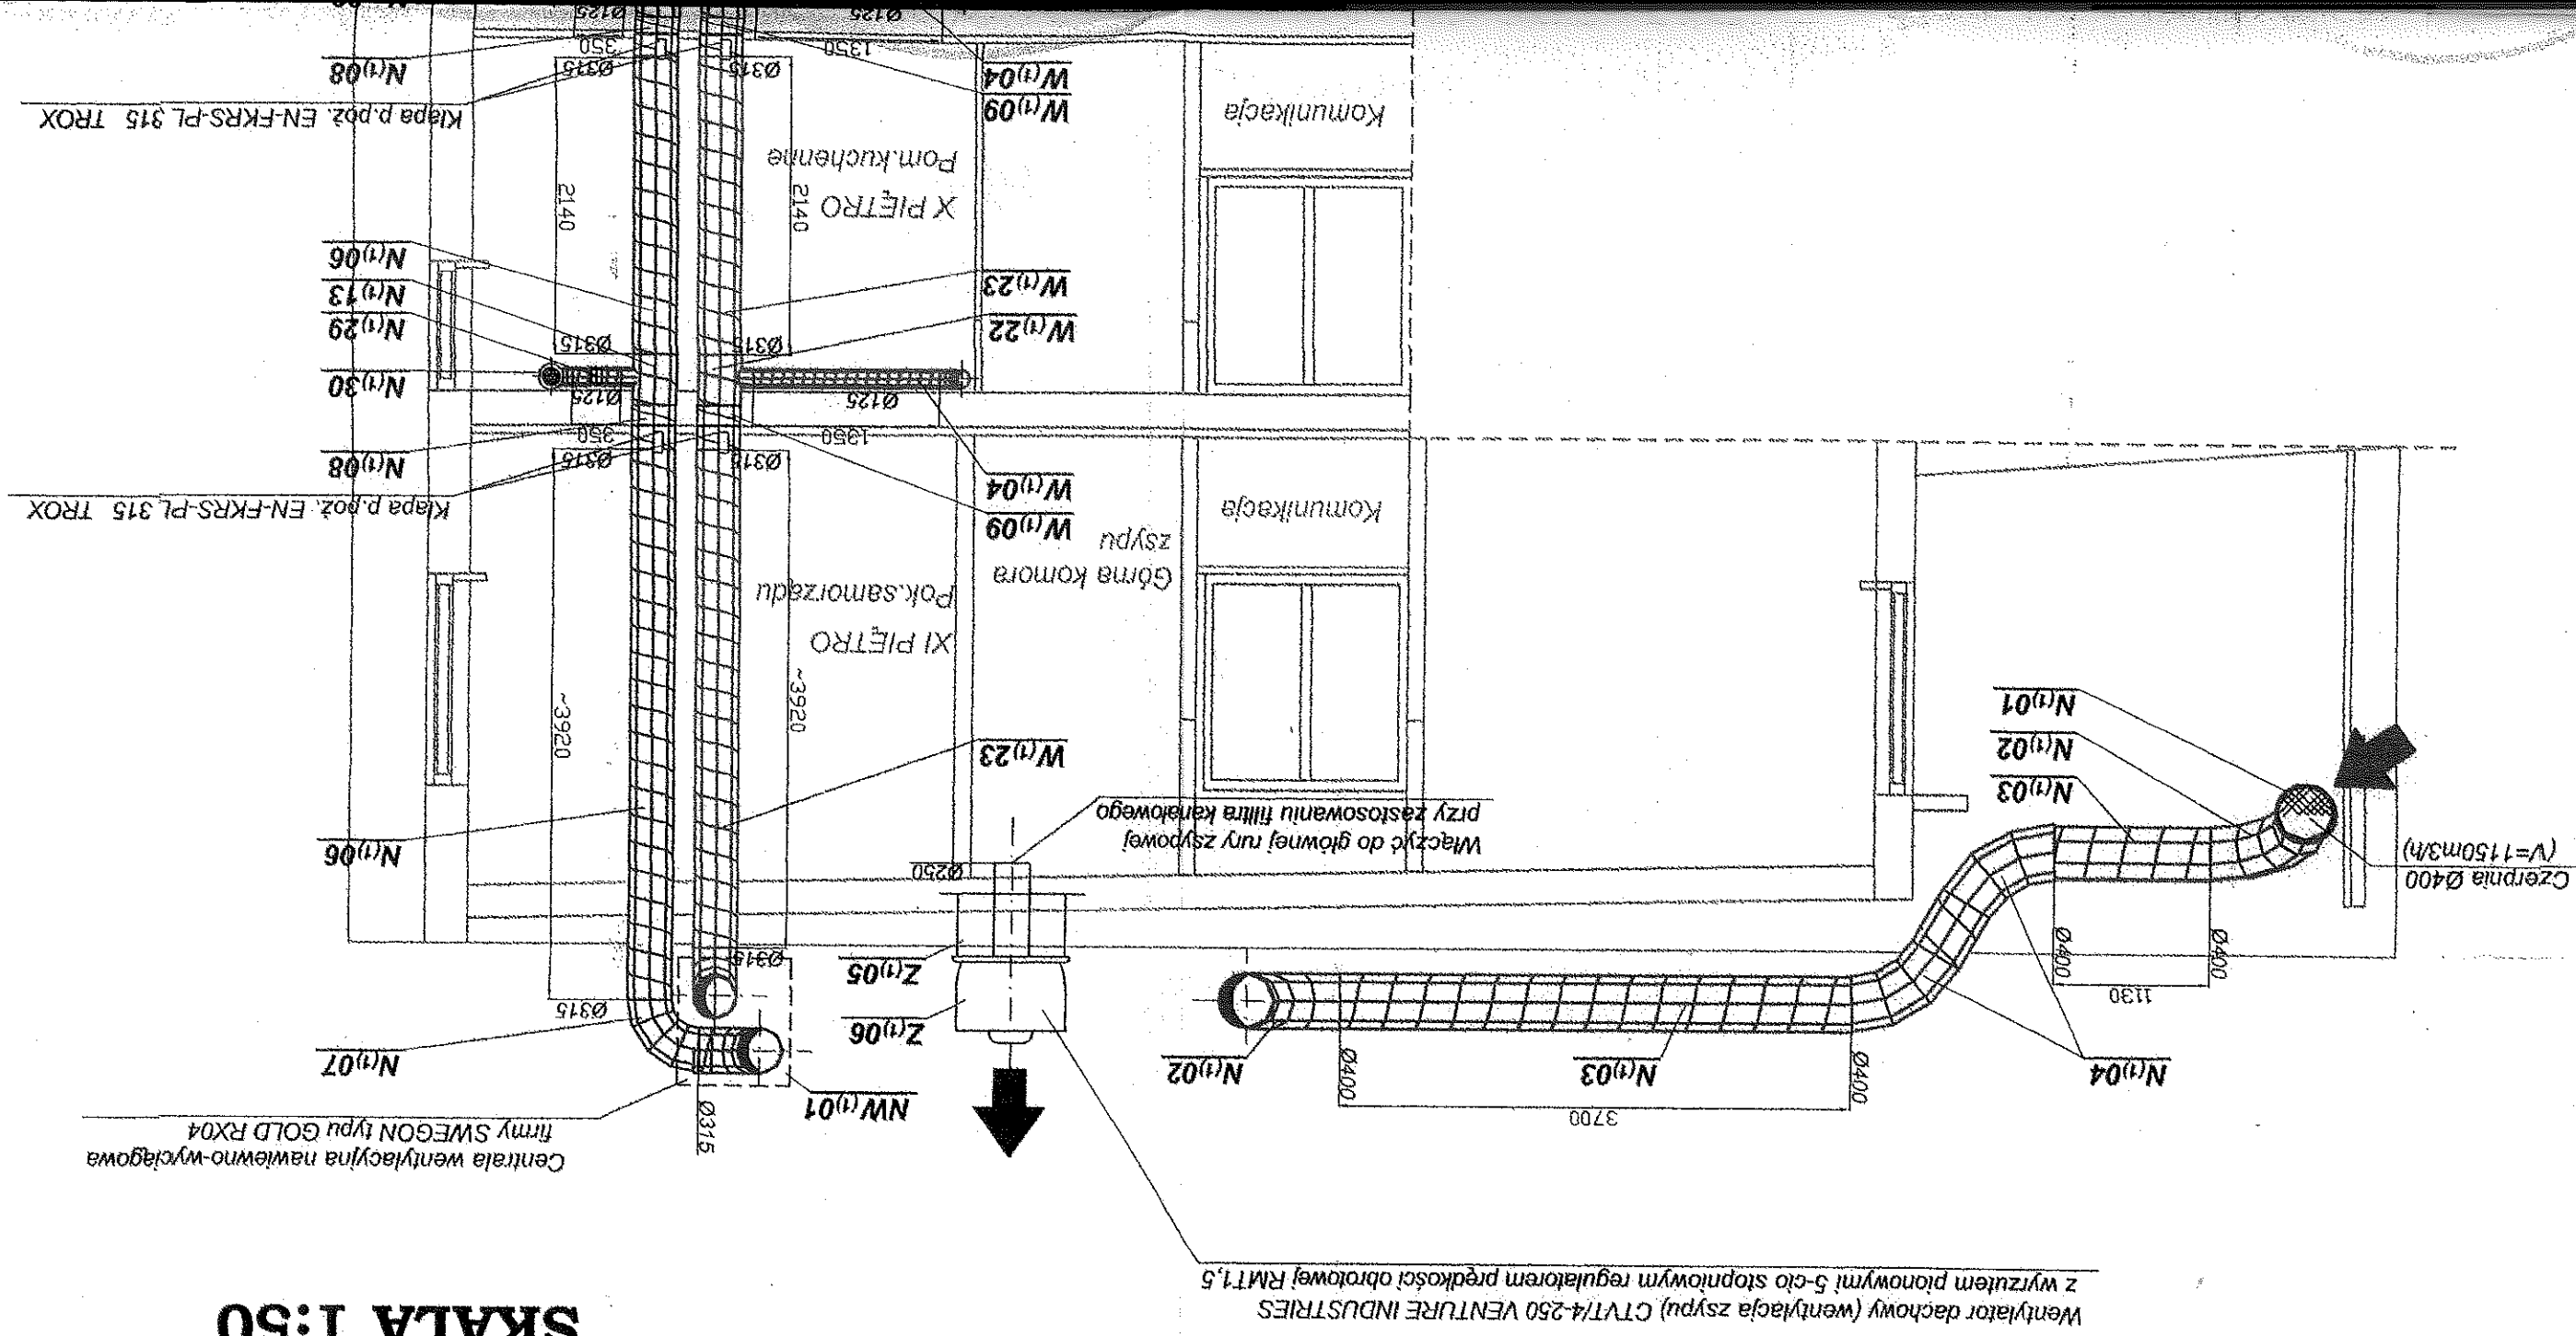 SKALA 1:50
Wentylator dachowy (wentylacja zsypu) CTVT/4-250 VENTURE INDUSTRIES
z wyrzutem pionowymi 5-cio stopniowym regulatorem prędkości obrotowej RMT1,5
Centrala wentylacyjna nawiewno-wyciągowa
firmy SWEGON typu GOLD RX04
3700
Ø400
Ø400
N(1)04
N(1)03
N(1)02
NW(1)01
Ø315
N(1)07
1130
Ø400
Ø400
Z(1)06
Z(1)05
Ø315
Ø315
Czerpnia Ø400
(V=1150m3/h)
Ø250
Włączyć do głównej rury zsypowej
przy zastosowaniu filtra kanałowego
N(1)06
N(1)03
N(1)02
N(1)01
W(1)23
~3920
~3920
XI PIĘTRO
Pok.samorządu
Górna komora
zsypu
Komunikacja
W(1)09
W(1)04
Klapa p.poż. EN-FKRS-PL 315 TROX
N(1)08
Ø315
Ø315
1350
350
Ø125
Ø125
N(1)30
N(1)29
N(1)13
N(1)06
Ø315
Ø315
W(1)22
W(1)23
2140
2140
X PIĘTRO
Pom.kuchenne
Komunikacja
W(1)09
W(1)04
Klapa p.poż. EN-FKRS-PL 315 TROX
N(1)08
Ø315
Ø315
1350
350
Ø125
Ø125